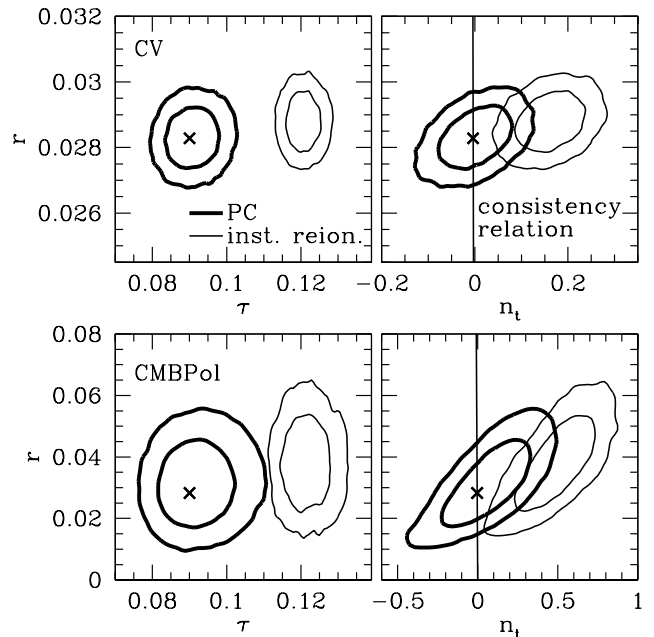 CV
r
0.032
0.03
0.028
0.026
PC
inst. reion.
consistency
relation
0.08 0.1 0.12
−0.2 0 0.2
τ
n_t
CMBPol
r
0.08
0.06
0.04
0.02
0
0.08 0.1 0.12
−0.5 0 0.5 1
τ
n_t